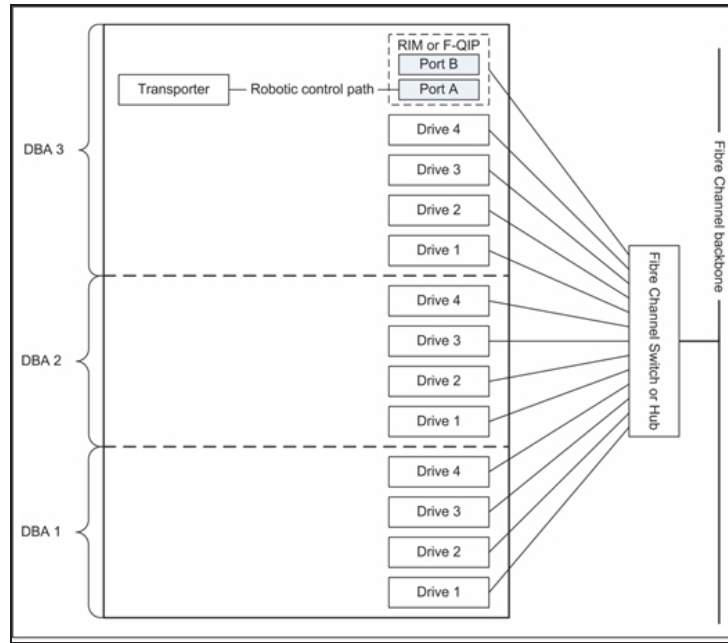 RIM or F-QIP
Port B
Transporter
Robotic control path
Port A
DBA 3
Drive 4
Drive 3
Drive 2
Drive 1
DBA 2
Drive 4
Drive 3
Drive 2
Drive 1
DBA 1
Drive 4
Drive 3
Drive 2
Drive 1
Fibre Channel Switch or Hub
Fibre Channel backbone